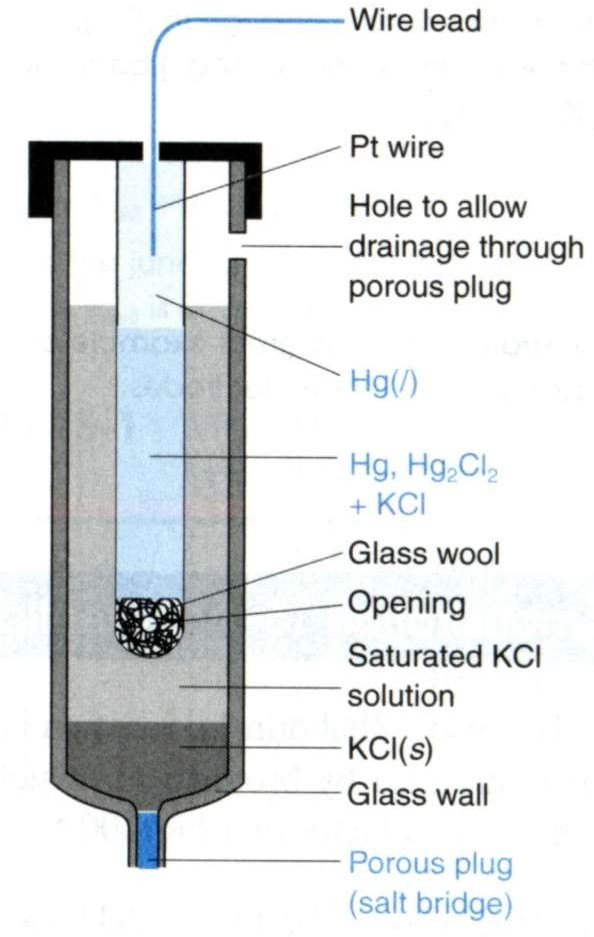 Wire lead
Pt wire
Hole to allow
drainage through
porous plug
Hg(l)
Hg, Hg₂Cl₂
+ KCl
Glass wool
Opening
Saturated KCl
solution
KCl(s)
Glass wall
Porous plug
(salt bridge)